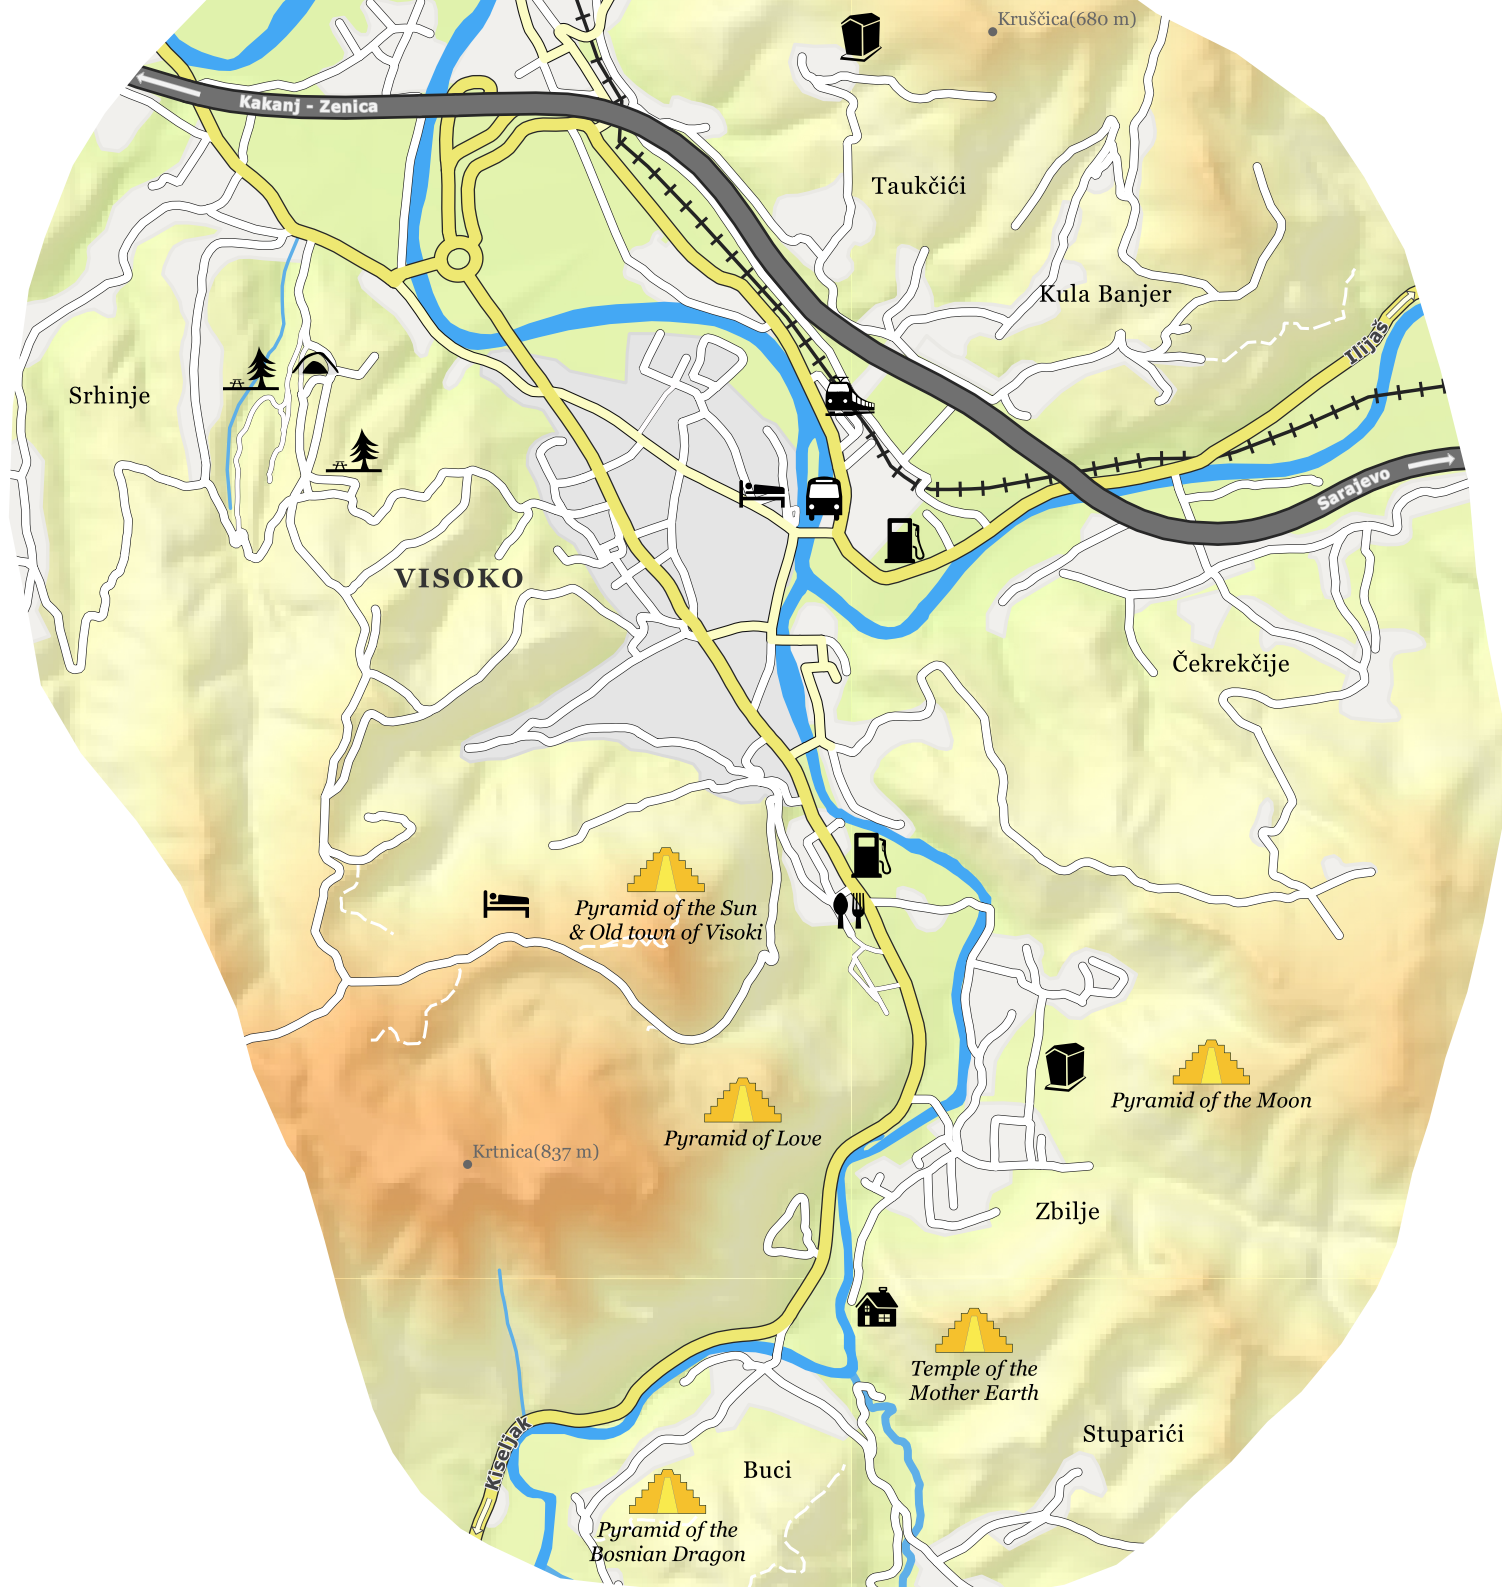 Kruščica(680 m)
Kakanj - Zenica
Taukčići
Kula Banjer
Ilijaš
Srhinje
Sarajevo
VISOKO
Čekrekčije
Pyramid of the Sun
& Old town of Visoki
Pyramid of the Moon
Pyramid of Love
Krtnica(837 m)
Zbilje
Temple of the
Mother Earth
Stuparići
Kiseljak
Buci
Pyramid of the
Bosnian Dragon